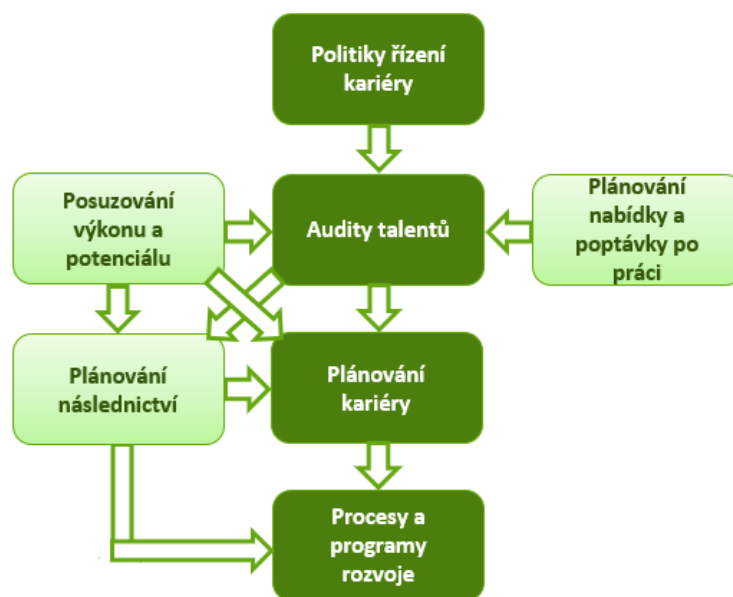 Politiky řízení
kariéry
Posuzování
výkonu a
potenciálu
Audity talentů
Plánování
nabídky a
poptávky po
práci
Plánování
následnictví
Plánování
kariéry
Procesy a
programy
rozvoje